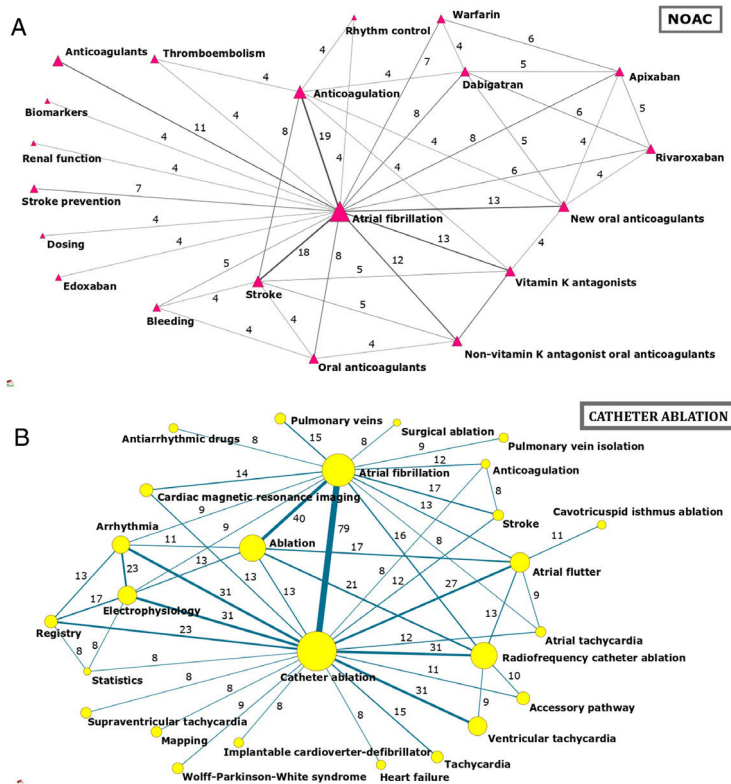 A
NOAC
Warfarin
Rhythm control
Anticoagulants
Thromboembolism
Anticoagulation
Dabigatran
Apixaban
Biomarkers
Renal function
Rivaroxaban
Stroke prevention
Atrial fibrillation
New oral anticoagulants
Dosing
Edoxaban
Stroke
Vitamin K antagonists
Bleeding
Oral anticoagulants
Non-vitamin K antagonist oral anticoagulants
4 4 7 6 4 5 4 4 5
11 4 8 19 4 8 4 8 6
4 4 4 6 4
7 13
4 4 18 8 12 13 4
5 5 4 4 5 4
B
CATHETER ABLATION
Pulmonary veins
Surgical ablation
Antiarrhythmic drugs
Pulmonary vein isolation
Atrial fibrillation
Anticoagulation
Cardiac magnetic resonance imaging
Cavotricuspid isthmus ablation
Stroke
Arrhythmia
Ablation
Atrial flutter
Electrophysiology
Registry
Atrial tachycardia
Radiofrequency catheter ablation
Statistics
Catheter ablation
Accessory pathway
Supraventricular tachycardia
Ventricular tachycardia
Mapping
Implantable cardioverter-defibrillator
Tachycardia
Wolff-Parkinson-White syndrome
Heart failure
8 15 8 9 12
14 17 8
9 9 40 79 13 16 8 11
11 17
13 23 13 13 13 8 12 21 27 9
17 31 31 13
23 12 31
8 8 8 11 10
8 8 9 8 8 15 31 9